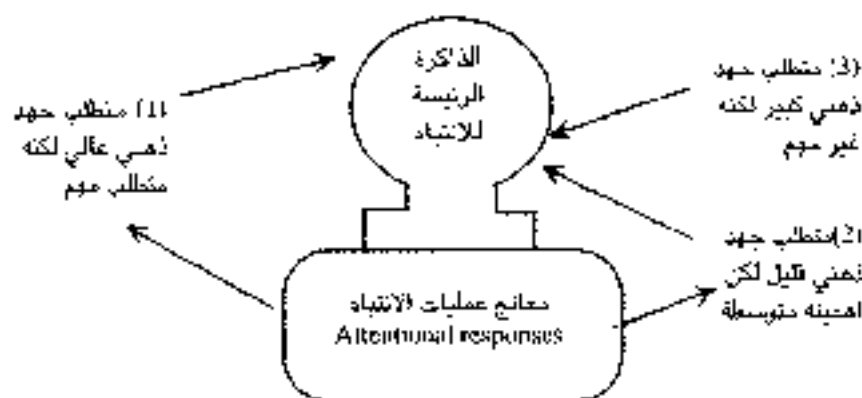 الذاكرة
الرئيسة
للانتباه
(1) متطلب جهد
ذهني عالي لكنه
متطلب مهم
(3) متطلب جهد
ذهني كبير لكنه
غير مهم
(2) متطلب جهد
ذهني قليل لكن
اهميته متوسطة
معالج عمليات الانتباه
Attentional responses